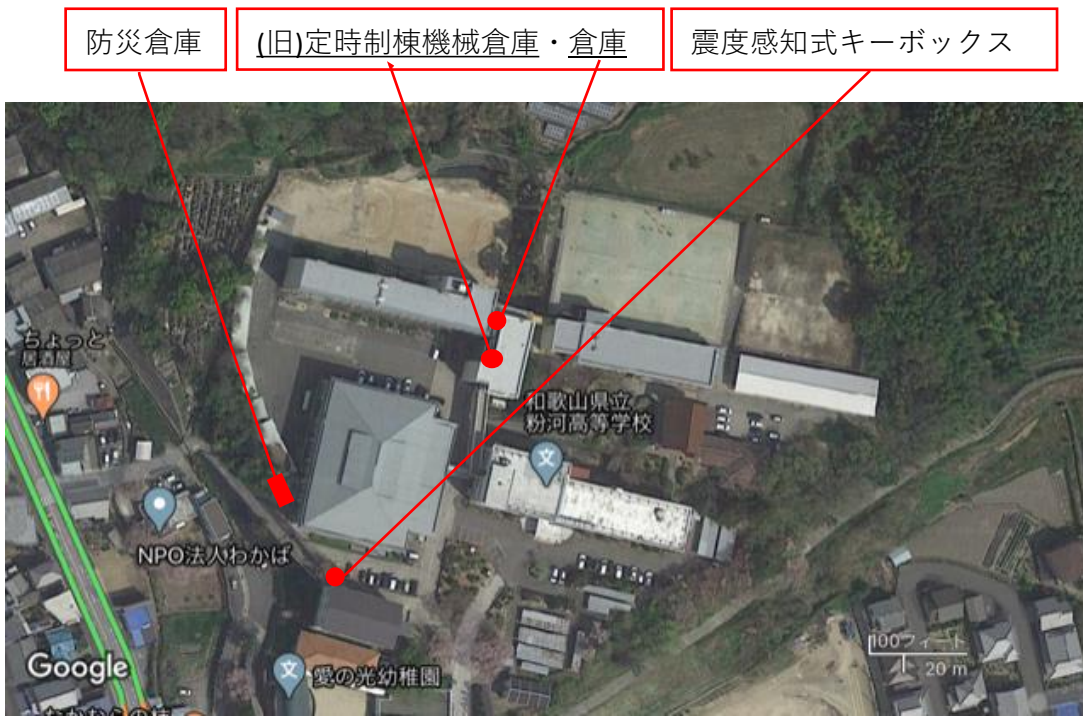 防災倉庫
(旧)定時制棟機械倉庫・倉庫
震度感知式キーボックス
ちょっと
居酒屋
和歌山県立
粉河高等学校
文
NPO法人わかば
文
愛の光幼稚園
Google
100フィート
20 m